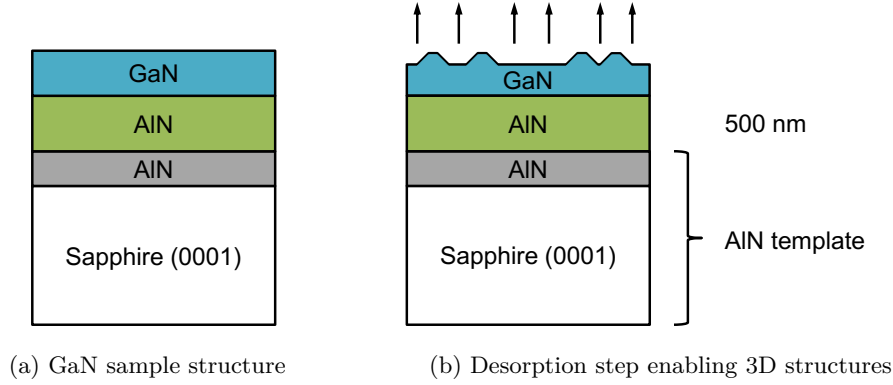 GaN
AlN
AlN
Sapphire (0001)
GaN
AlN
AlN
Sapphire (0001)
500 nm
AlN template
(a) GaN sample structure
(b) Desorption step enabling 3D structures